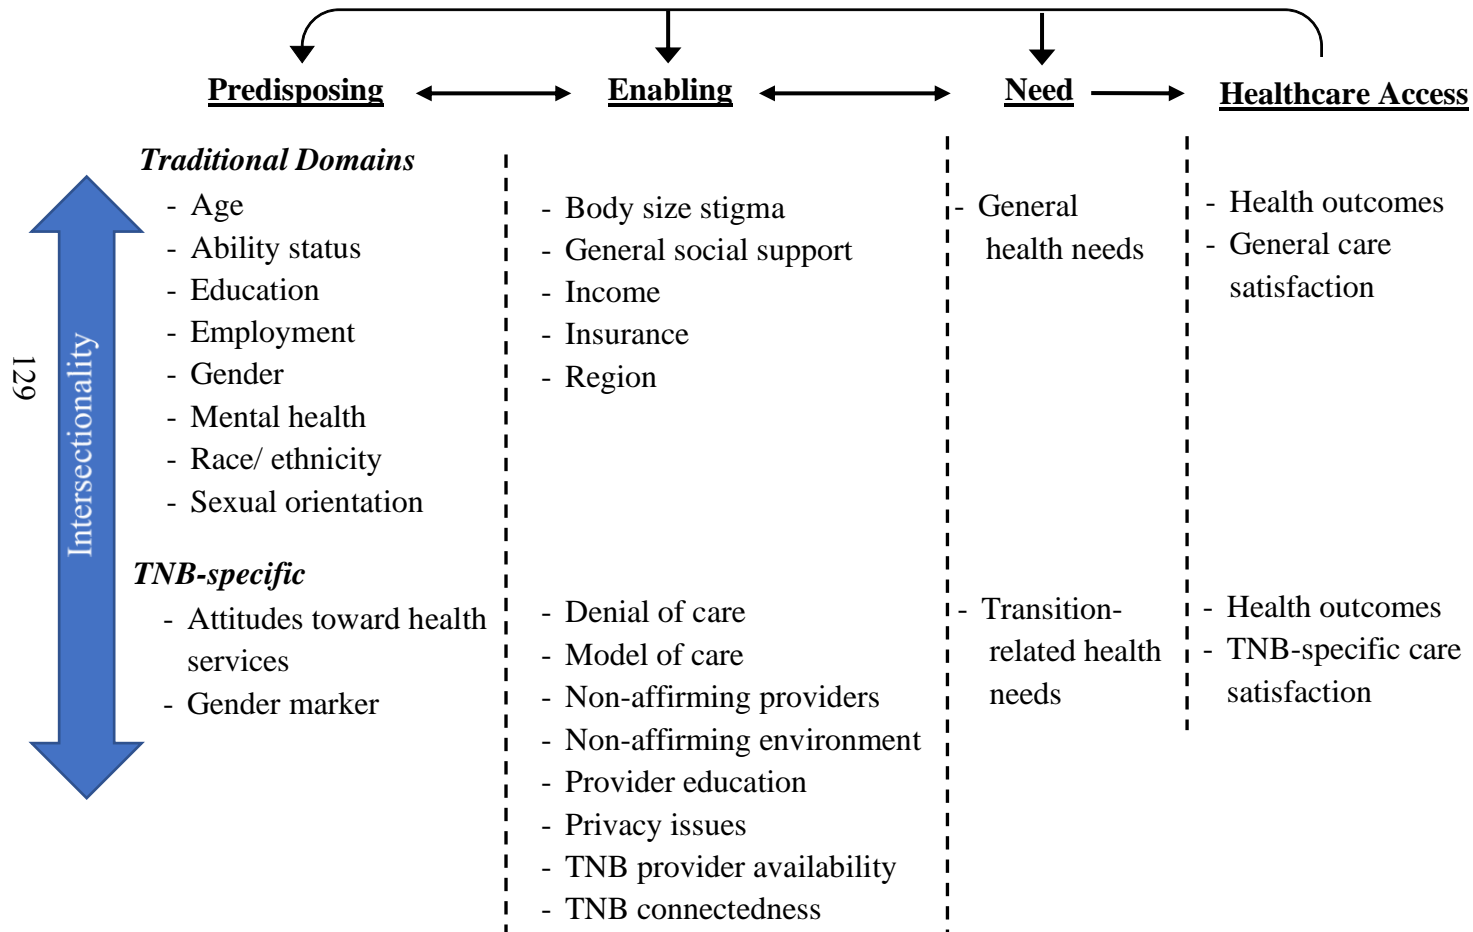 Predisposing
Enabling
Need
Healthcare Access
Traditional Domains
- Age
- Ability status
- Education
- Employment
- Gender
- Mental health
- Race/ ethnicity
- Sexual orientation
- Body size stigma
- General social support
- Income
- Insurance
- Region
- General
health needs
- Health outcomes
- General care
satisfaction
TNB-specific
- Attitudes toward health
services
- Gender marker
- Denial of care
- Model of care
- Non-affirming providers
- Non-affirming environment
- Provider education
- Privacy issues
- TNB provider availability
- TNB connectedness
- Transition-
related health
needs
- Health outcomes
- TNB-specific care
satisfaction
Intersectionality
129